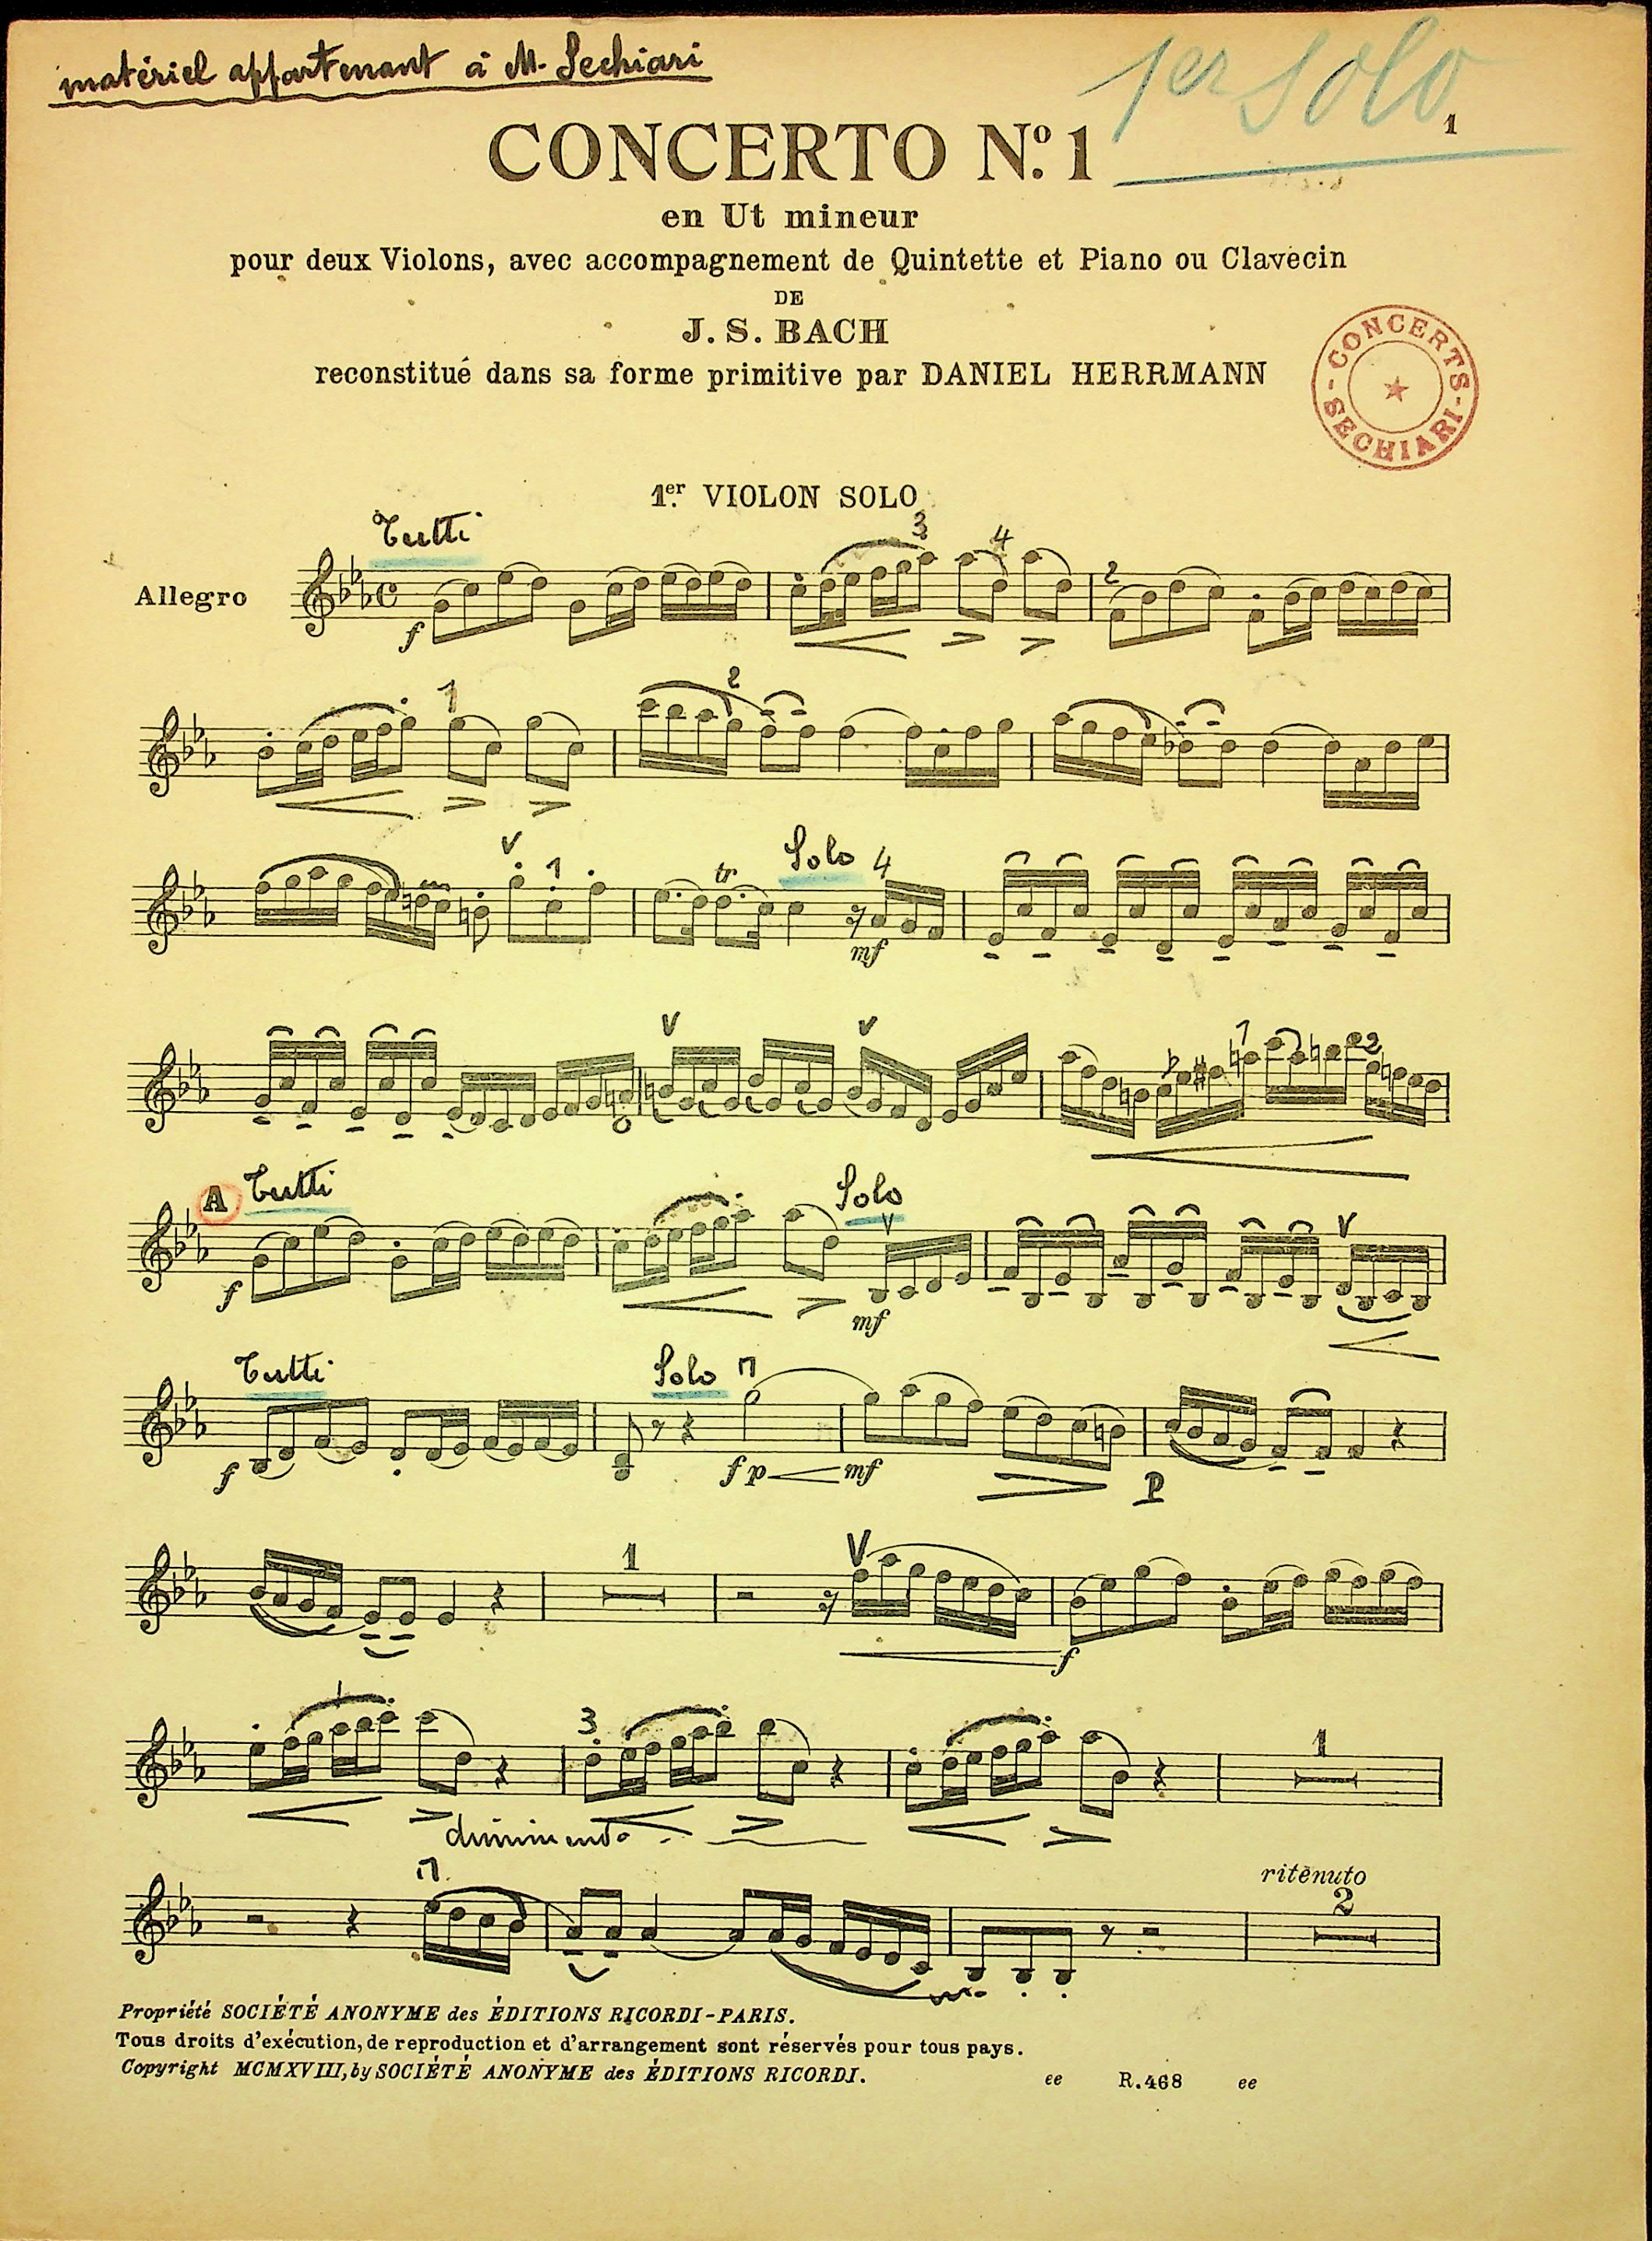 matériel appartenant à M. Sechiari
1er Solo
1
CONCERTO Nº. 1
en Ut mineur
pour deux Violons, avec accompagnement de Quintette et Piano ou Clavecin
DE
J. S. BACH
reconstitué dans sa forme primitive par DANIEL HERRMANN
- CONCERTS -
SECHIARI
1er. VIOLON SOLO
Tutti
3
4
2
Allegro
f
1
2
V
1
tr
Solo
4
mf
V
V
1
2
A
Tutti
Solo
V
V
f
mf
Tutti
Solo
f
fp
mf
p
1
V
f
1
3
1
diminuendo
ritenuto
2
Propriété SOCIÉTÉ ANONYME des ÉDITIONS RICORDI-PARIS.
Tous droits d'exécution, de reproduction et d'arrangement sont réservés pour tous pays.
Copyright MCMXVIII, by SOCIÉTÉ ANONYME des ÉDITIONS RICORDI.
ee R.468 ee